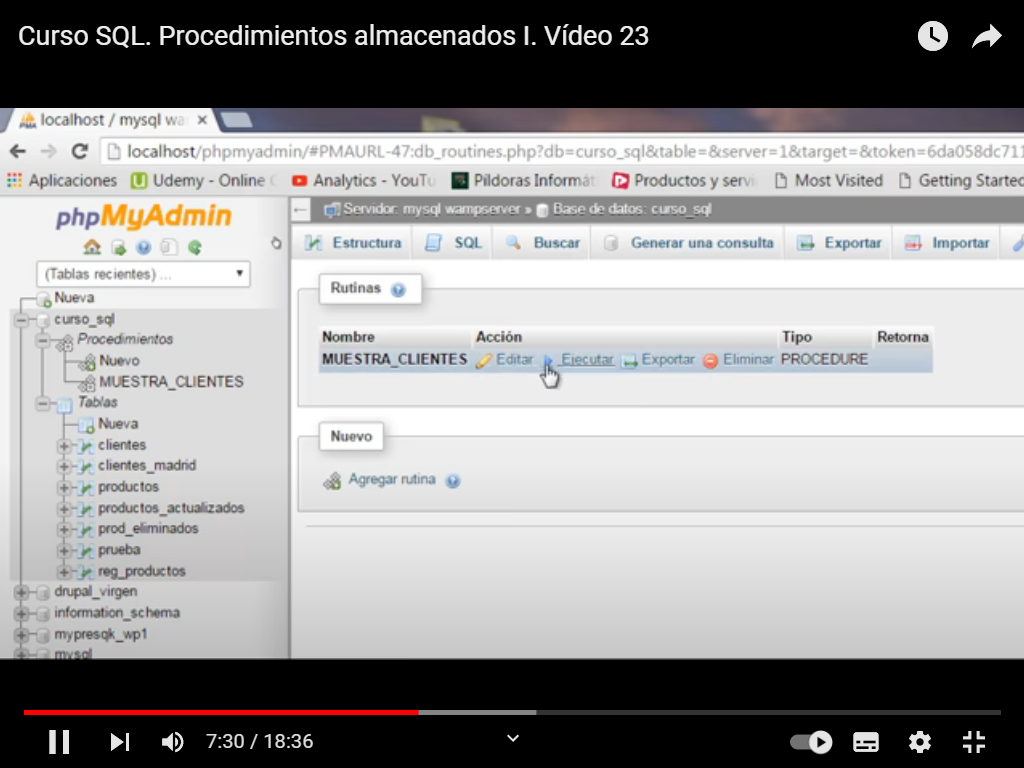 Curso SQL. Procedimientos almacenados I. Vídeo 23
localhost / mysql wa
localhost/phpmyadmin/#PMAURL-47:db_routines.php?db=curso_sql&table=&server=1&target=&token=6da058dc711
Aplicaciones Udemy - Online Analytics - YouTu Píldoras Informát Productos y servi Most Visited Getting Started
phpMyAdmin
Servidor: mysql wampserver » Base de datos: curso_sql
Estructura SQL Buscar Generar una consulta Exportar Importar
(Tablas recientes) ...
Rutinas
Nueva
curso_sql
Procedimientos
Nuevo
MUESTRA_CLIENTES
Tablas
Nueva
clientes
clientes_madrid
productos
productos_actualizados
prod_eliminados
prueba
reg_productos
drupal_virgen
information_schema
mypresqk_wp1
mysql
Nombre Acción Tipo Retorna
MUESTRA_CLIENTES Editar Ejecutar Exportar Eliminar PROCEDURE
Nuevo
Agregar rutina
7:30 / 18:36